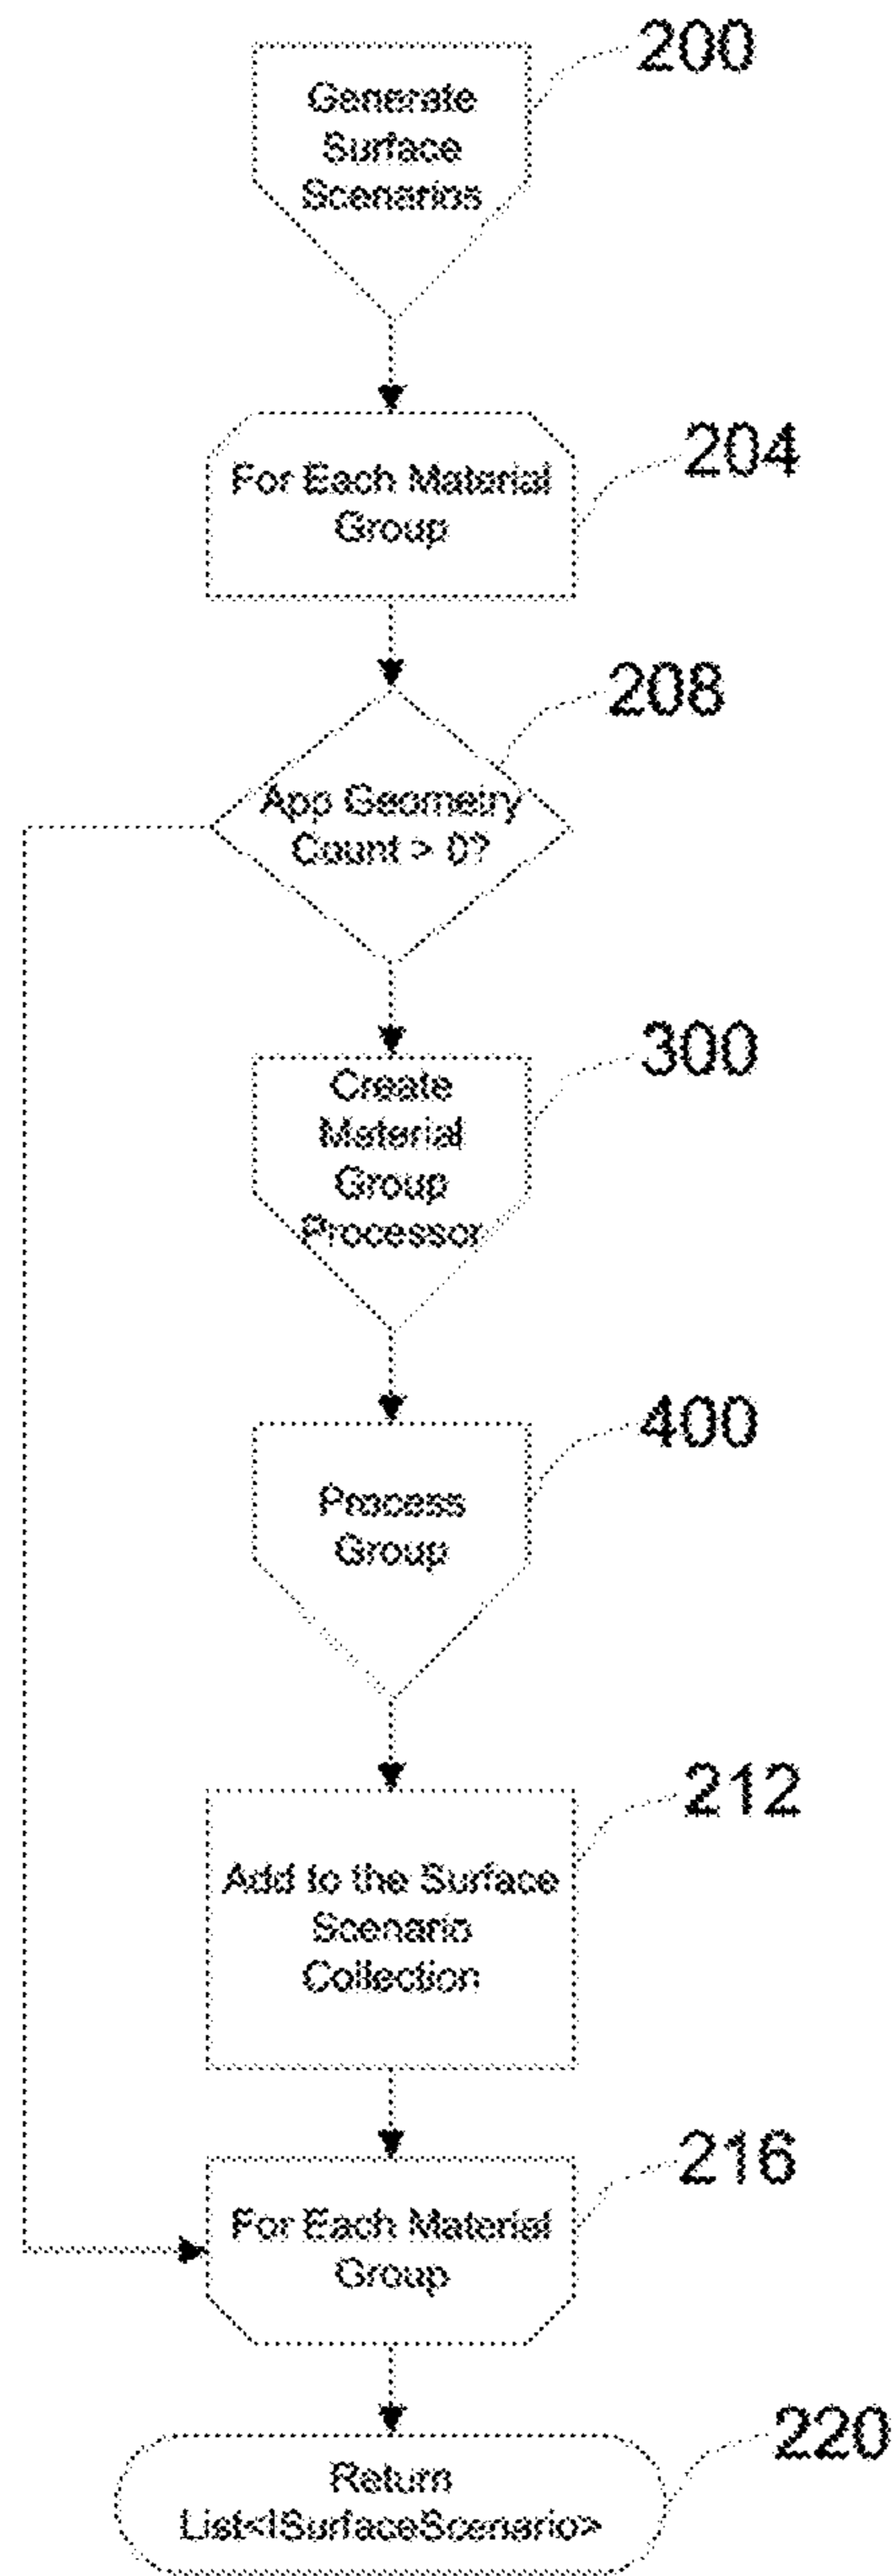 200
Generate
Surface
Scenarios
204
For Each Material
Group
208
App Geometry
Count > 0?
300
Create
Material
Group
Processor
400
Process
Group
212
Add to the Surface
Scenario
Collection
216
For Each Material
Group
220
Return
List<ISurfaceScenario>